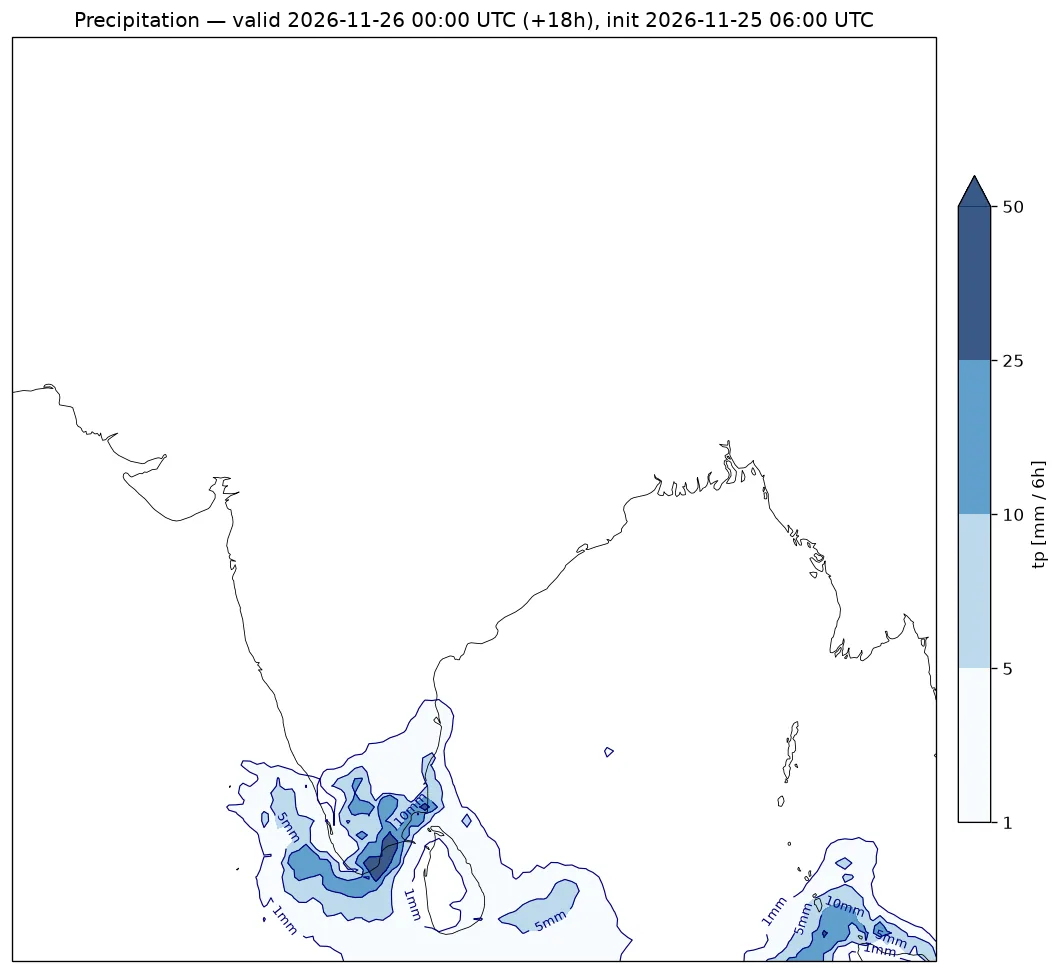 Precipitation — valid 2026-11-26 00:00 UTC (+18h), init 2026-11-25 06:00 UTC
50
25
10
5
1
tp [mm / 6h]
10mm
5mm
1mm
1mm
5mm
1mm
5mm
10mm
5mm
1mm